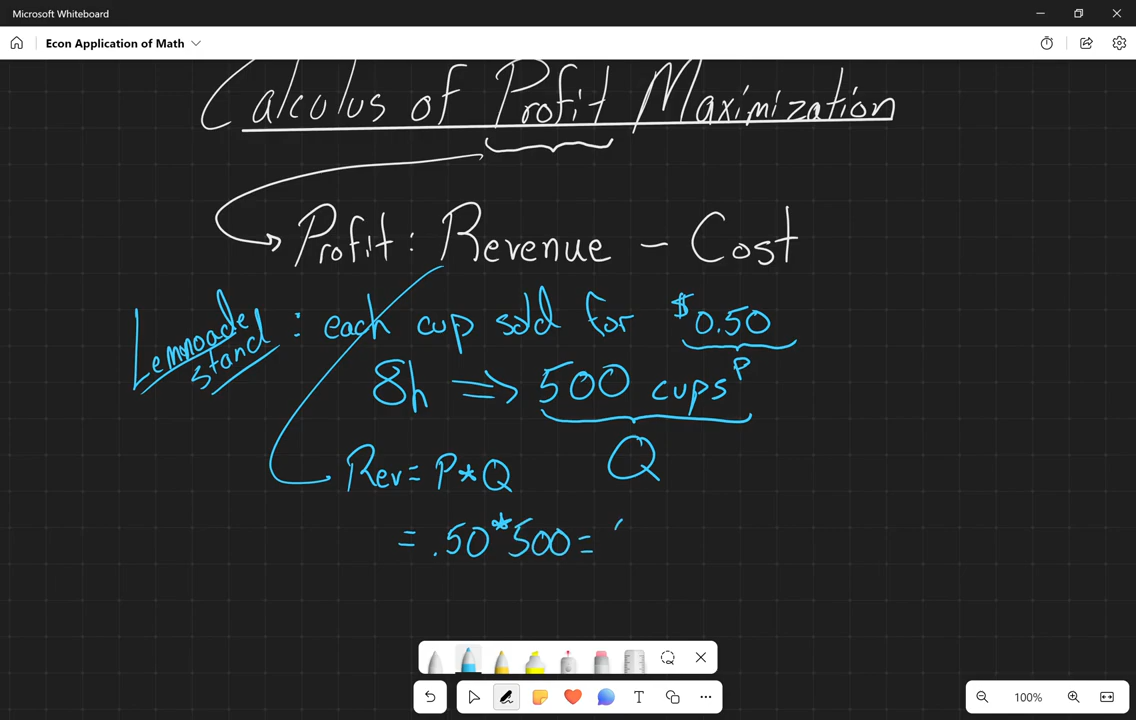 Microsoft Whiteboard
Econ Application of Math
Calculus of Profit Maximization
Profit: Revenue - Cost
Lemnoade stand : each cup sold for $0.50
P
8h => 500 cups
Q
Rev = P * Q
= .50 * 500 =
100%